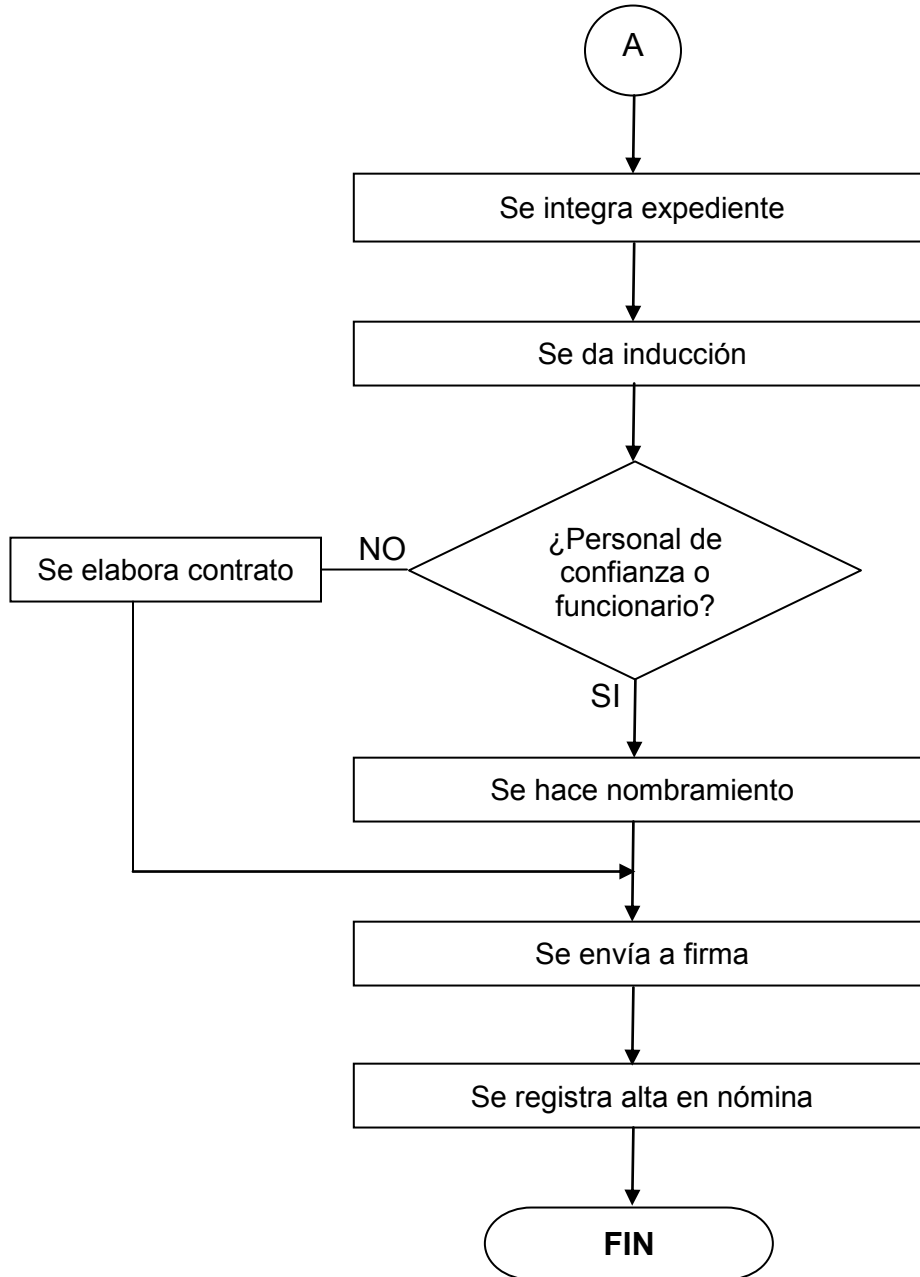 A
Se integra expediente
Se da inducción
¿Personal de
confianza o
funcionario?
NO
Se elabora contrato
SI
Se hace nombramiento
Se envía a firma
Se registra alta en nómina
FIN